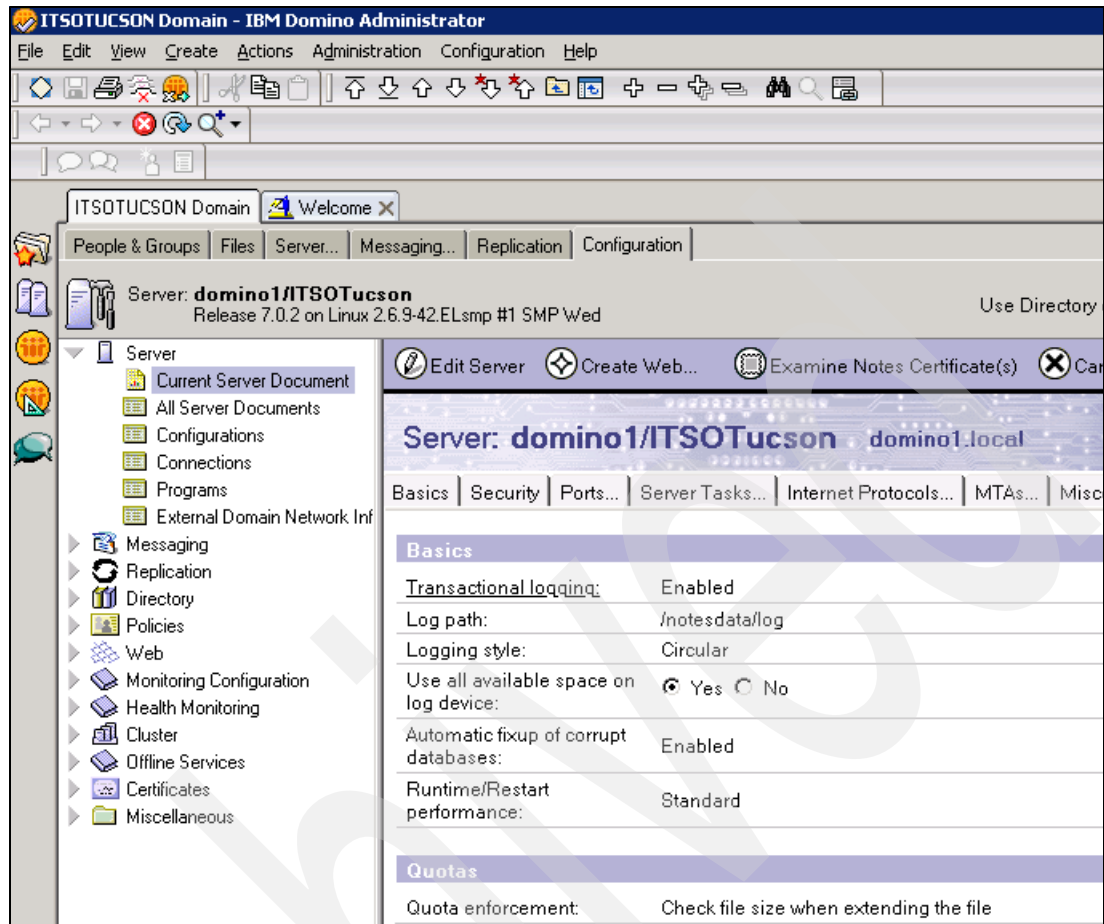 ITSOTUCSON Domain - IBM Domino Administrator
File Edit View Create Actions Administration Configuration Help
ITSOTUCSON Domain Welcome
People & Groups Files Server... Messaging... Replication Configuration
Server: domino1/ITSOTucson
Release 7.0.2 on Linux 2.6.9-42.ELsmp #1 SMP Wed
Use Directory
Server
Current Server Document
All Server Documents
Configurations
Connections
Programs
External Domain Network Inf
Messaging
Replication
Directory
Policies
Web
Monitoring Configuration
Health Monitoring
Cluster
Offline Services
Certificates
Miscellaneous
Edit Server Create Web... Examine Notes Certificate(s) Can
Server: domino1/ITSOTucson domino1.local
Basics Security Ports... Server Tasks... Internet Protocols... MTAs... Misc
Basics
Transactional logging: Enabled
Log path: /notesdata/log
Logging style: Circular
Use all available space on
log device: Yes No
Automatic fixup of corrupt
databases: Enabled
Runtime/Restart
performance: Standard
Quotas
Quota enforcement: Check file size when extending the file